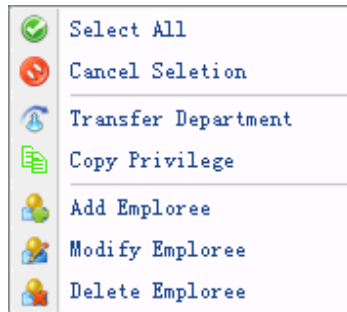 Select All
Cancel Seletion
Transfer Department
Copy Privilege
Add Emploree
Modify Emploree
Delete Emploree